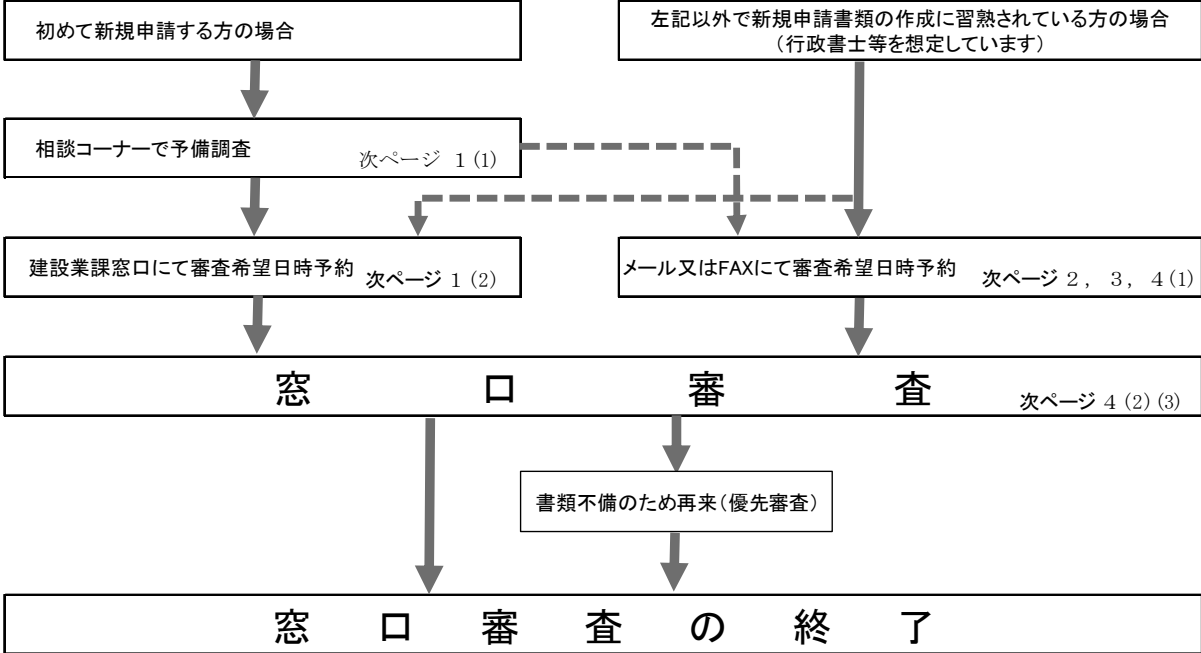 初めて新規申請する方の場合
左記以外で新規申請書類の作成に習熟されている方の場合
（行政書士等を想定しています）
相談コーナーで予備調査
次ページ 1 (1)
建設業課窓口にて審査希望日時予約
次ページ 1 (2)
メール又はFAXにて審査希望日時予約
次ページ 2 , 3 , 4 (1)
窓口審査
次ページ 4 (2) (3)
書類不備のため再来（優先審査）
窓口審査の終了